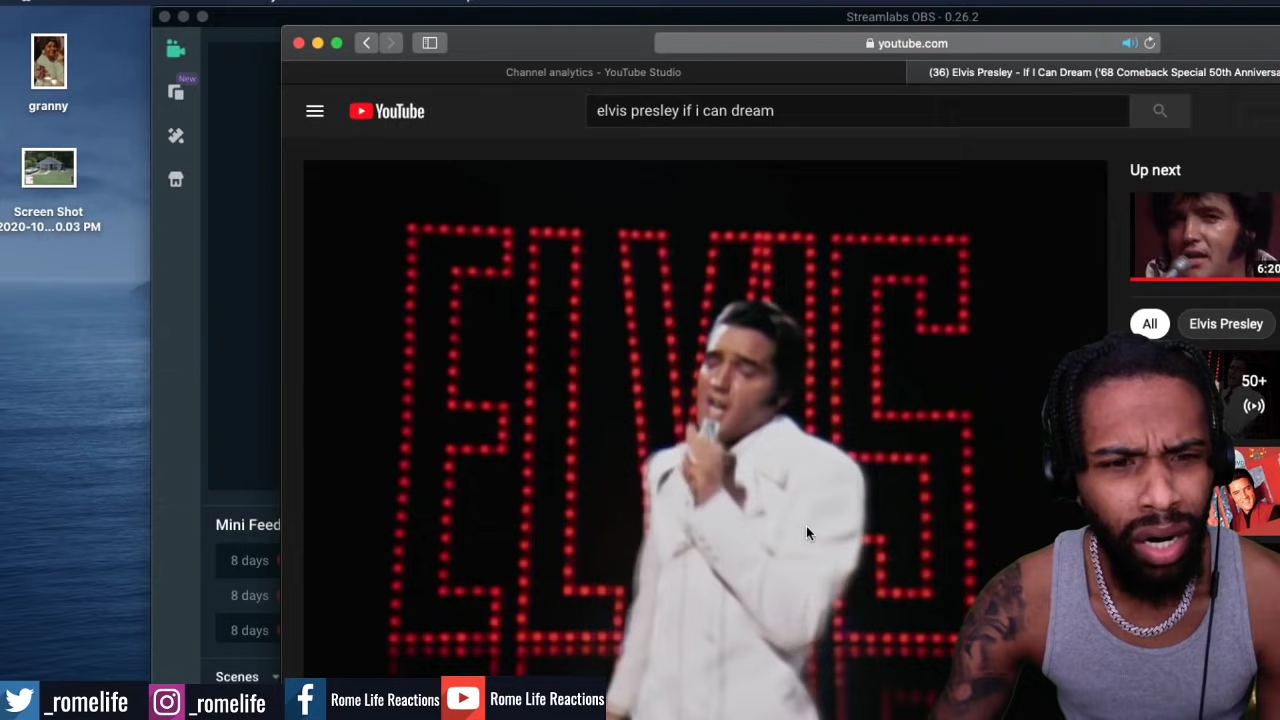 Streamlabs OBS - 0.26.2
granny
Screen Shot
2020-10...0.03 PM
New
youtube.com
Channel analytics - YouTube Studio
(36) Elvis Presley - If I Can Dream ('68 Comeback Special 50th Anniversa
YouTube
elvis presley if i can dream
Up next
6:20
All
Elvis Presley
50+
ELVIS
Mini Feed
8 days
8 days
8 days
Scenes
_romelife
_romelife
Rome Life Reactions
Rome Life Reactions